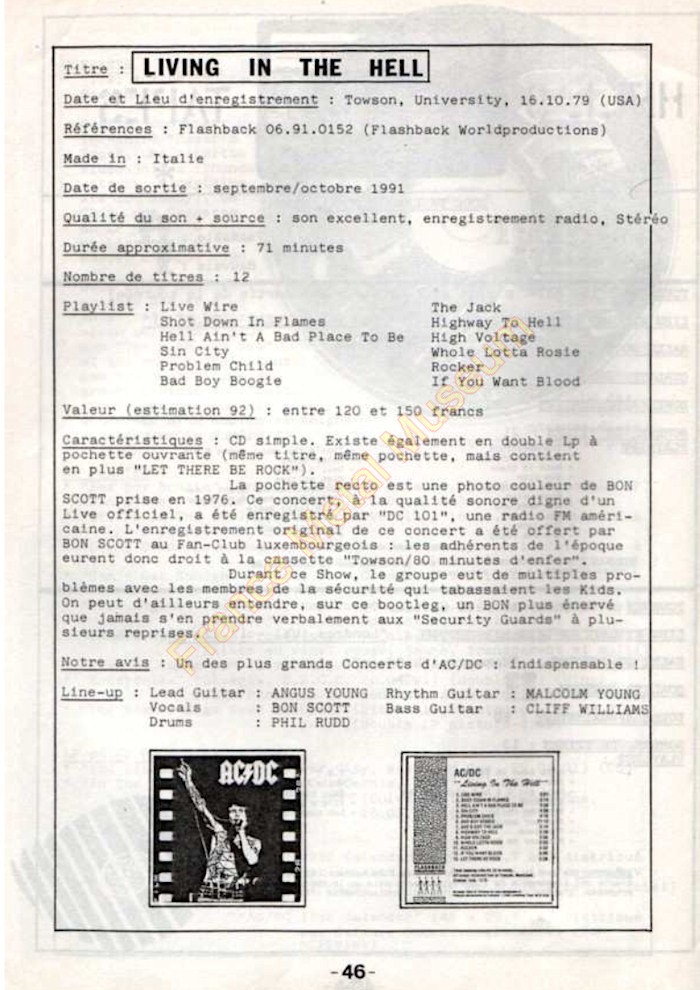 Titre : LIVING IN THE HELL
Date et Lieu d'enregistrement : Towson, University, 16.10.79 (USA)
Références : Flashback 06.91.0152 (Flashback Worldproductions)
Made in : Italie
Date de sortie : septembre/octobre 1991
Qualité du son + source : son excellent, enregistrement radio, Stéréo
Durée approximative : 71 minutes
Nombre de titres : 12
Playlist : Live Wire The Jack
Shot Down In Flames Highway To Hell
Hell Ain't A Bad Place To Be High Voltage
Sin City Whole Lotta Rosie
Problem Child Rocker
Bad Boy Boogie If You Want Blood
Valeur (estimation 92) : entre 120 et 150 francs
Caractéristiques : CD simple. Existe également en double Lp à
pochette ouvrante (même titre, même pochette, mais contient
en plus "LET THERE BE ROCK").
La pochette recto est une photo couleur de BON
SCOTT prise en 1976. Ce concert, à la qualité sonore digne d'un
Live officiel, a été enregistré par "DC 101", une radio FM améri-
caine. L'enregistrement original de ce concert a été offert par
BON SCOTT au Fan-Club luxembourgeois : les adhérents de l'époque
eurent donc droit à la cassette "Towson/80 minutes d'enfer".
Durant ce Show, le groupe eut de multiples pro-
blèmes avec les membres de la sécurité qui tabassaient les Kids.
On peut d'ailleurs entendre, sur ce bootleg, un BON plus énervé
que jamais s'en prendre verbalement aux "Security Guards" à plu-
sieurs reprises.
Notre avis : Un des plus grands Concerts d'AC/DC : indispensable !
Line-up : Lead Guitar : ANGUS YOUNG Rhythm Guitar : MALCOLM YOUNG
Vocals : BON SCOTT Bass Guitar : CLIFF WILLIAMS
Drums : PHIL RUDD
AC/DC
AC/DC
"Living In The Hell"
FLASHBACK
-46-
France Metal Museum